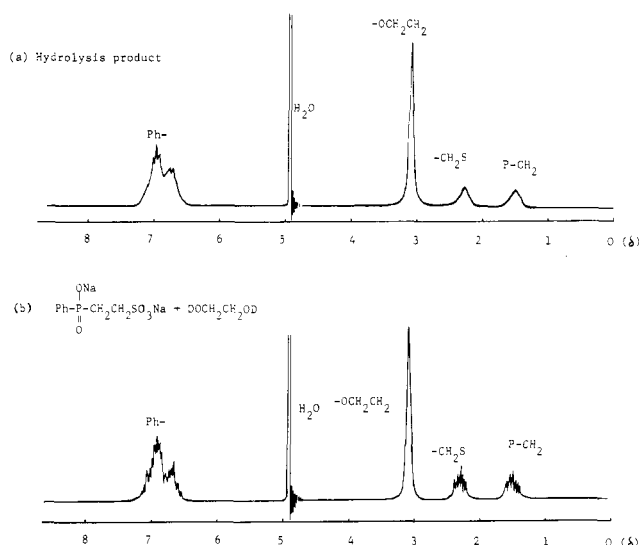 -OCH2CH2
(a) Hydrolysis product
H2O
Ph-
-CH2S
P-CH2
8 7 6 5 4 3 2 1 0 (δ)
ONa
(b) Ph-P-CH2CH2SO3Na + DOCH2CH2OD
O
H2O
-OCH2CH2
Ph-
-CH2S
P-CH2
8 7 6 5 4 3 2 1 0 (δ)